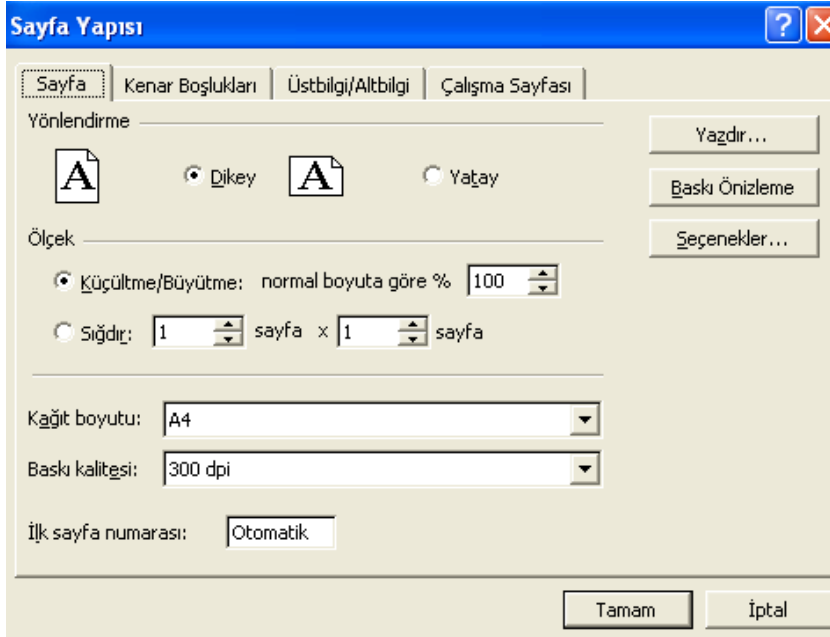 Sayfa Yapısı
Sayfa Kenar Boşlukları Üstbilgi/Altbilgi Çalışma Sayfası
Yönlendirme
A Dikey A Yatay
Ölçek
Küçültme/Büyütme: normal boyuta göre % 100
Sığdır: 1 sayfa x 1 sayfa
Kağıt boyutu: A4
Baskı kalitesi: 300 dpi
İlk sayfa numarası: Otomatik
Yazdır...
Baskı Önizleme
Seçenekler...
Tamam İptal